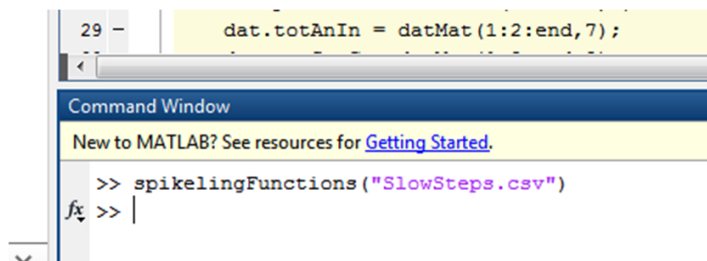 29 - dat.totAnIn = datMat(1:2:end,7);
Command Window
New to MATLAB? See resources for Getting Started.
>> spikelingFunctions("SlowSteps.csv")
fx >>